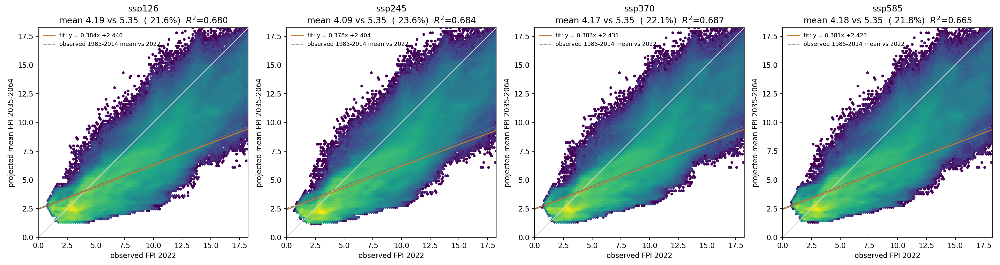 ssp126
mean 4.19 vs 5.35 (-21.6%) R²=0.680
fit: y = 0.384x +2.440
observed 1985-2014 mean vs 2022
17.5
15.0
12.5
10.0
7.5
5.0
2.5
0.0
projected mean FPI 2035-2064
0.0 2.5 5.0 7.5 10.0 12.5 15.0 17.5
observed FPI 2022
ssp245
mean 4.09 vs 5.35 (-23.6%) R²=0.684
fit: y = 0.378x +2.404
observed 1985-2014 mean vs 2022
17.5
15.0
12.5
10.0
7.5
5.0
2.5
0.0
projected mean FPI 2035-2064
0.0 2.5 5.0 7.5 10.0 12.5 15.0 17.5
observed FPI 2022
ssp370
mean 4.17 vs 5.35 (-22.1%) R²=0.687
fit: y = 0.383x +2.431
observed 1985-2014 mean vs 2022
17.5
15.0
12.5
10.0
7.5
5.0
2.5
0.0
projected mean FPI 2035-2064
0.0 2.5 5.0 7.5 10.0 12.5 15.0 17.5
observed FPI 2022
ssp585
mean 4.18 vs 5.35 (-21.8%) R²=0.665
fit: y = 0.381x +2.423
observed 1985-2014 mean vs 2022
17.5
15.0
12.5
10.0
7.5
5.0
2.5
0.0
projected mean FPI 2035-2064
0.0 2.5 5.0 7.5 10.0 12.5 15.0 17.5
observed FPI 2022